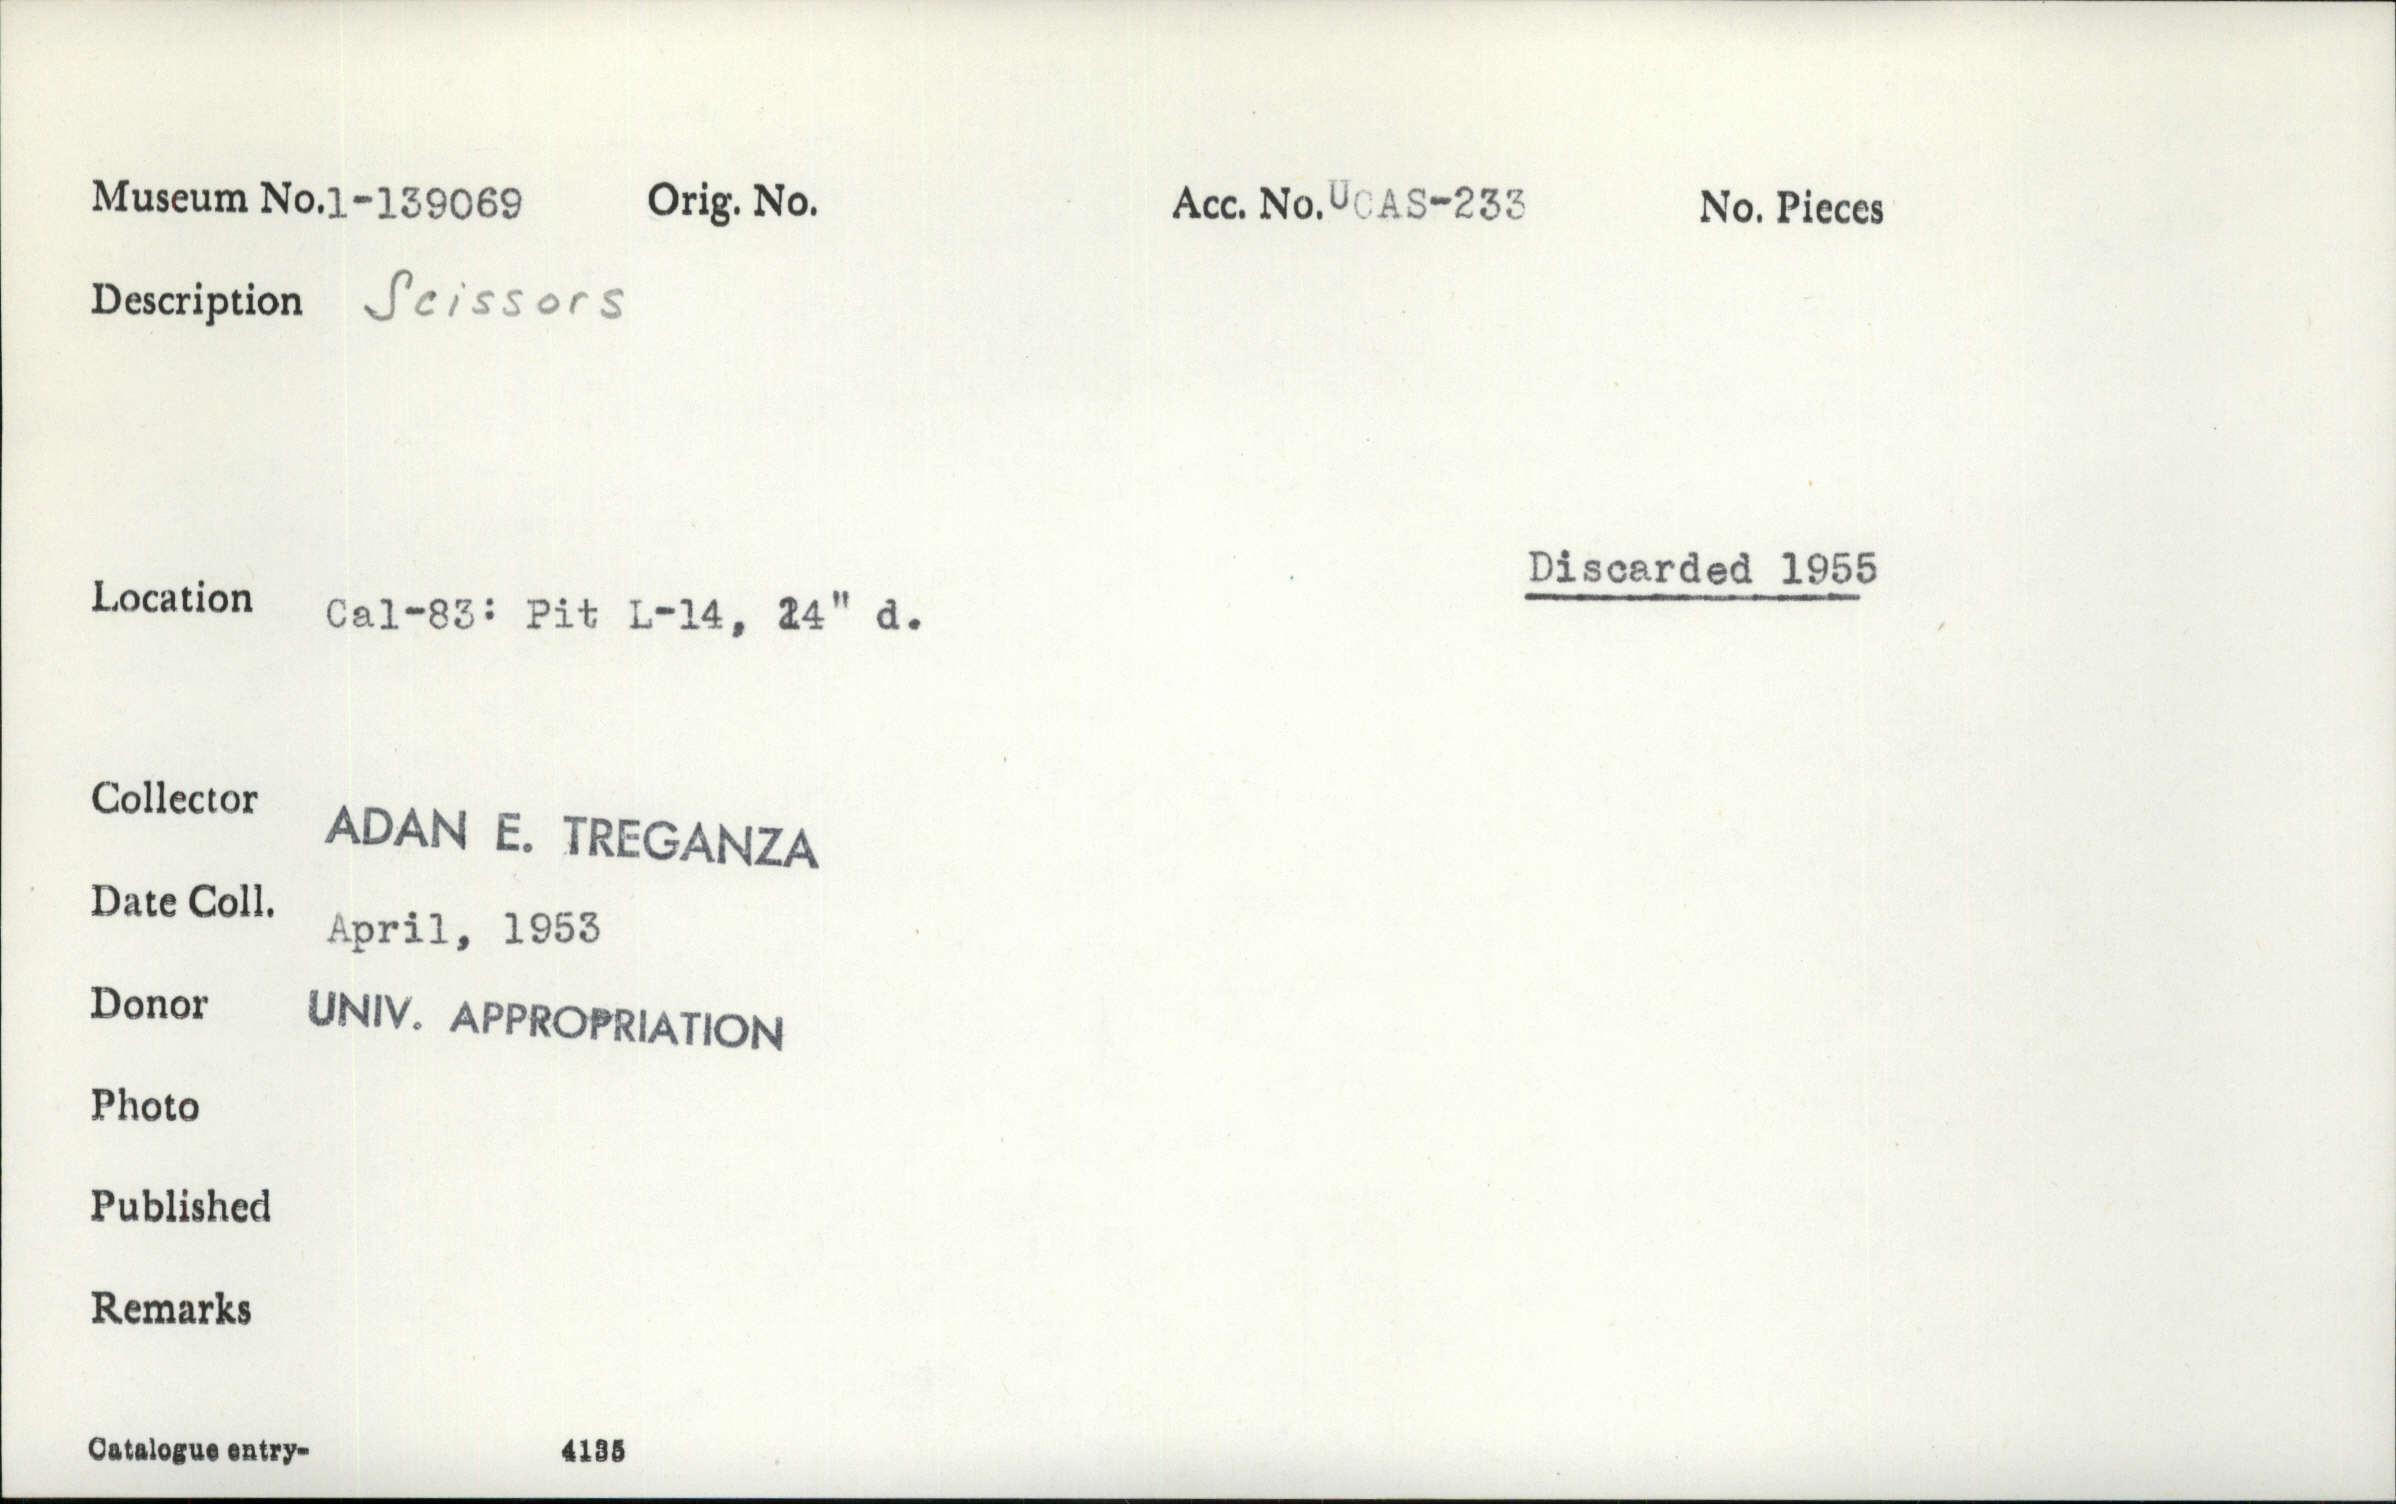 Museum No.1-139069 Orig. No. Acc. No.UCAS-233 No. Pieces
Description Scissors
Discarded 1955
Location Cal-83: Pit L-14, 24" d.
Collector ADAN E. TREGANZA
Date Coll. April, 1953
Donor UNIV. APPROPRIATION
Photo
Published
Remarks
Catalogue entry- 4135